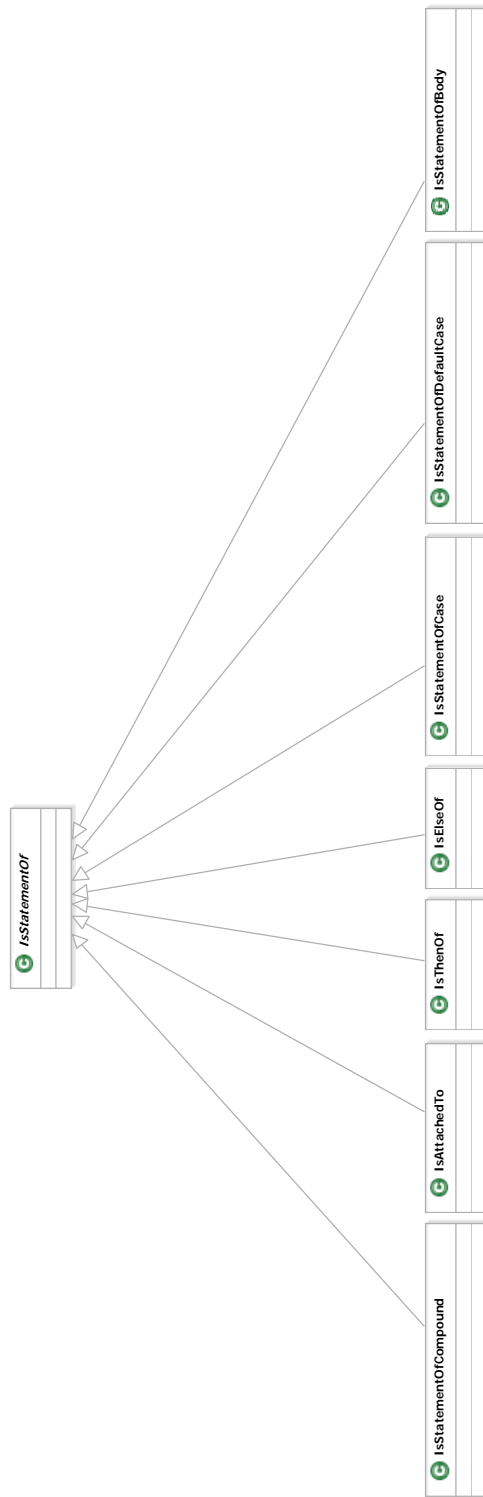 IsStatementOf
IsStatementOfCompound
IsAttachedTo
IsThenOf
IsElseOf
IsStatementOfCase
IsStatementOfDefaultCase
IsStatementOfBody